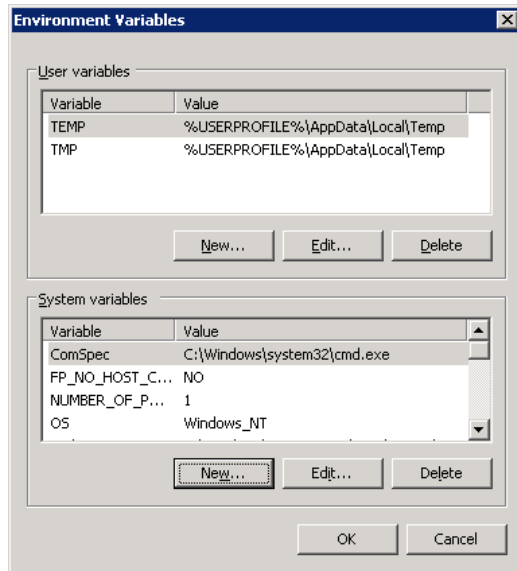 Environment Variables
User variables
Variable Value
TEMP %USERPROFILE%\AppData\Local\Temp
TMP %USERPROFILE%\AppData\Local\Temp
New... Edit... Delete
System variables
Variable Value
ComSpec C:\Windows\system32\cmd.exe
FP_NO_HOST_C... NO
NUMBER_OF_P... 1
OS Windows_NT
New... Edit... Delete
OK Cancel